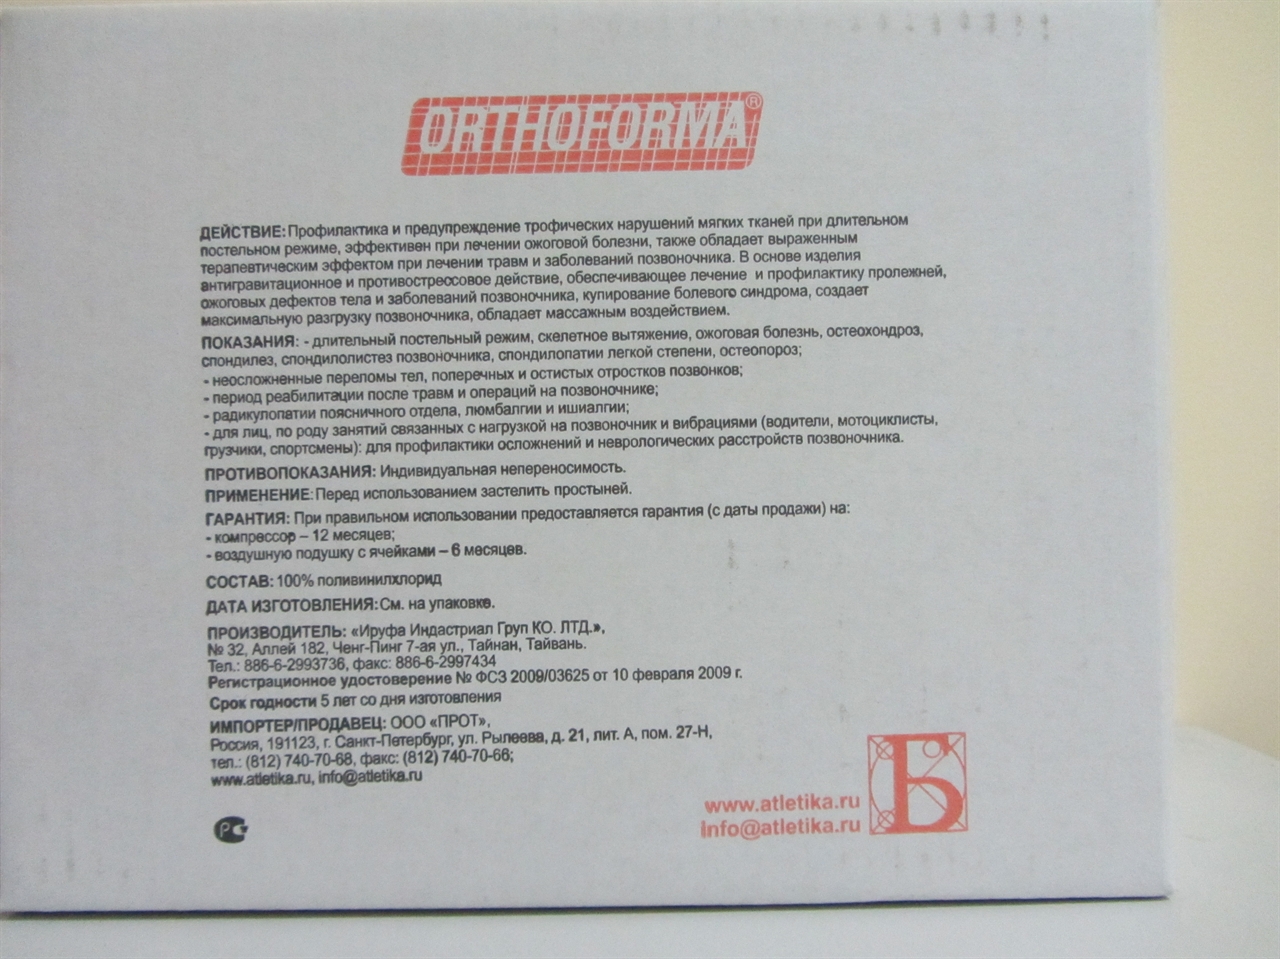 ORTHOFORMA®
ДЕЙСТВИЕ: Профилактика и предупреждение трофических нарушений мягких тканей при длительном
постельном режиме, эффективен при лечении ожоговой болезни, также обладает выраженным
терапевтическим эффектом при лечении травм и заболеваний позвоночника. В основе изделия
антигравитационное и противострессовое действие, обеспечивающее лечение и профилактику пролежней,
ожоговых дефектов тела и заболеваний позвоночника, купирование болевого синдрома, создает
максимальную разгрузку позвоночника, обладает массажным воздействием.
ПОКАЗАНИЯ: - длительный постельный режим, скелетное вытяжение, ожоговая болезнь, остеохондроз,
спондилез, спондилолистез позвоночника, спондилопатии легкой степени, остеопороз;
- неосложненные переломы тел, поперечных и остистых отростков позвонков;
- период реабилитации после травм и операций на позвоночнике;
- радикулопатии поясничного отдела, люмбалгии и ишиалгии;
- для лиц, по роду занятий связанных с нагрузкой на позвоночник и вибрациями (водители, мотоциклисты,
грузчики, спортсмены): для профилактики осложнений и неврологических расстройств позвоночника.
ПРОТИВОПОКАЗАНИЯ: Индивидуальная непереносимость.
ПРИМЕНЕНИЕ: Перед использованием застелить простыней.
ГАРАНТИЯ: При правильном использовании предоставляется гарантия (с даты продажи) на:
- компрессор – 12 месяцев;
- воздушную подушку с ячейками – 6 месяцев.
СОСТАВ: 100% поливинилхлорид
ДАТА ИЗГОТОВЛЕНИЯ: См. на упаковке.
ПРОИЗВОДИТЕЛЬ: «Ируфа Индастриал Груп КО. ЛТД.»,
№ 32, Аллей 182, Ченг-Пинг 7-ая ул., Тайнан, Тайвань.
Тел.: 886-6-2993736, факс: 886-6-2997434
Регистрационное удостоверение № ФСЗ 2009/03625 от 10 февраля 2009 г.
Срок годности 5 лет со дня изготовления
ИМПОРТЕР/ПРОДАВЕЦ: ООО «ПРОТ»,
Россия, 191123, г. Санкт-Петербург, ул. Рылеева, д. 21, лит. А, пом. 27-Н,
тел.: (812) 740-70-68, факс: (812) 740-70-66;
www.atletika.ru, info@atletika.ru
www.atletika.ru
Info@atletika.ru
Б